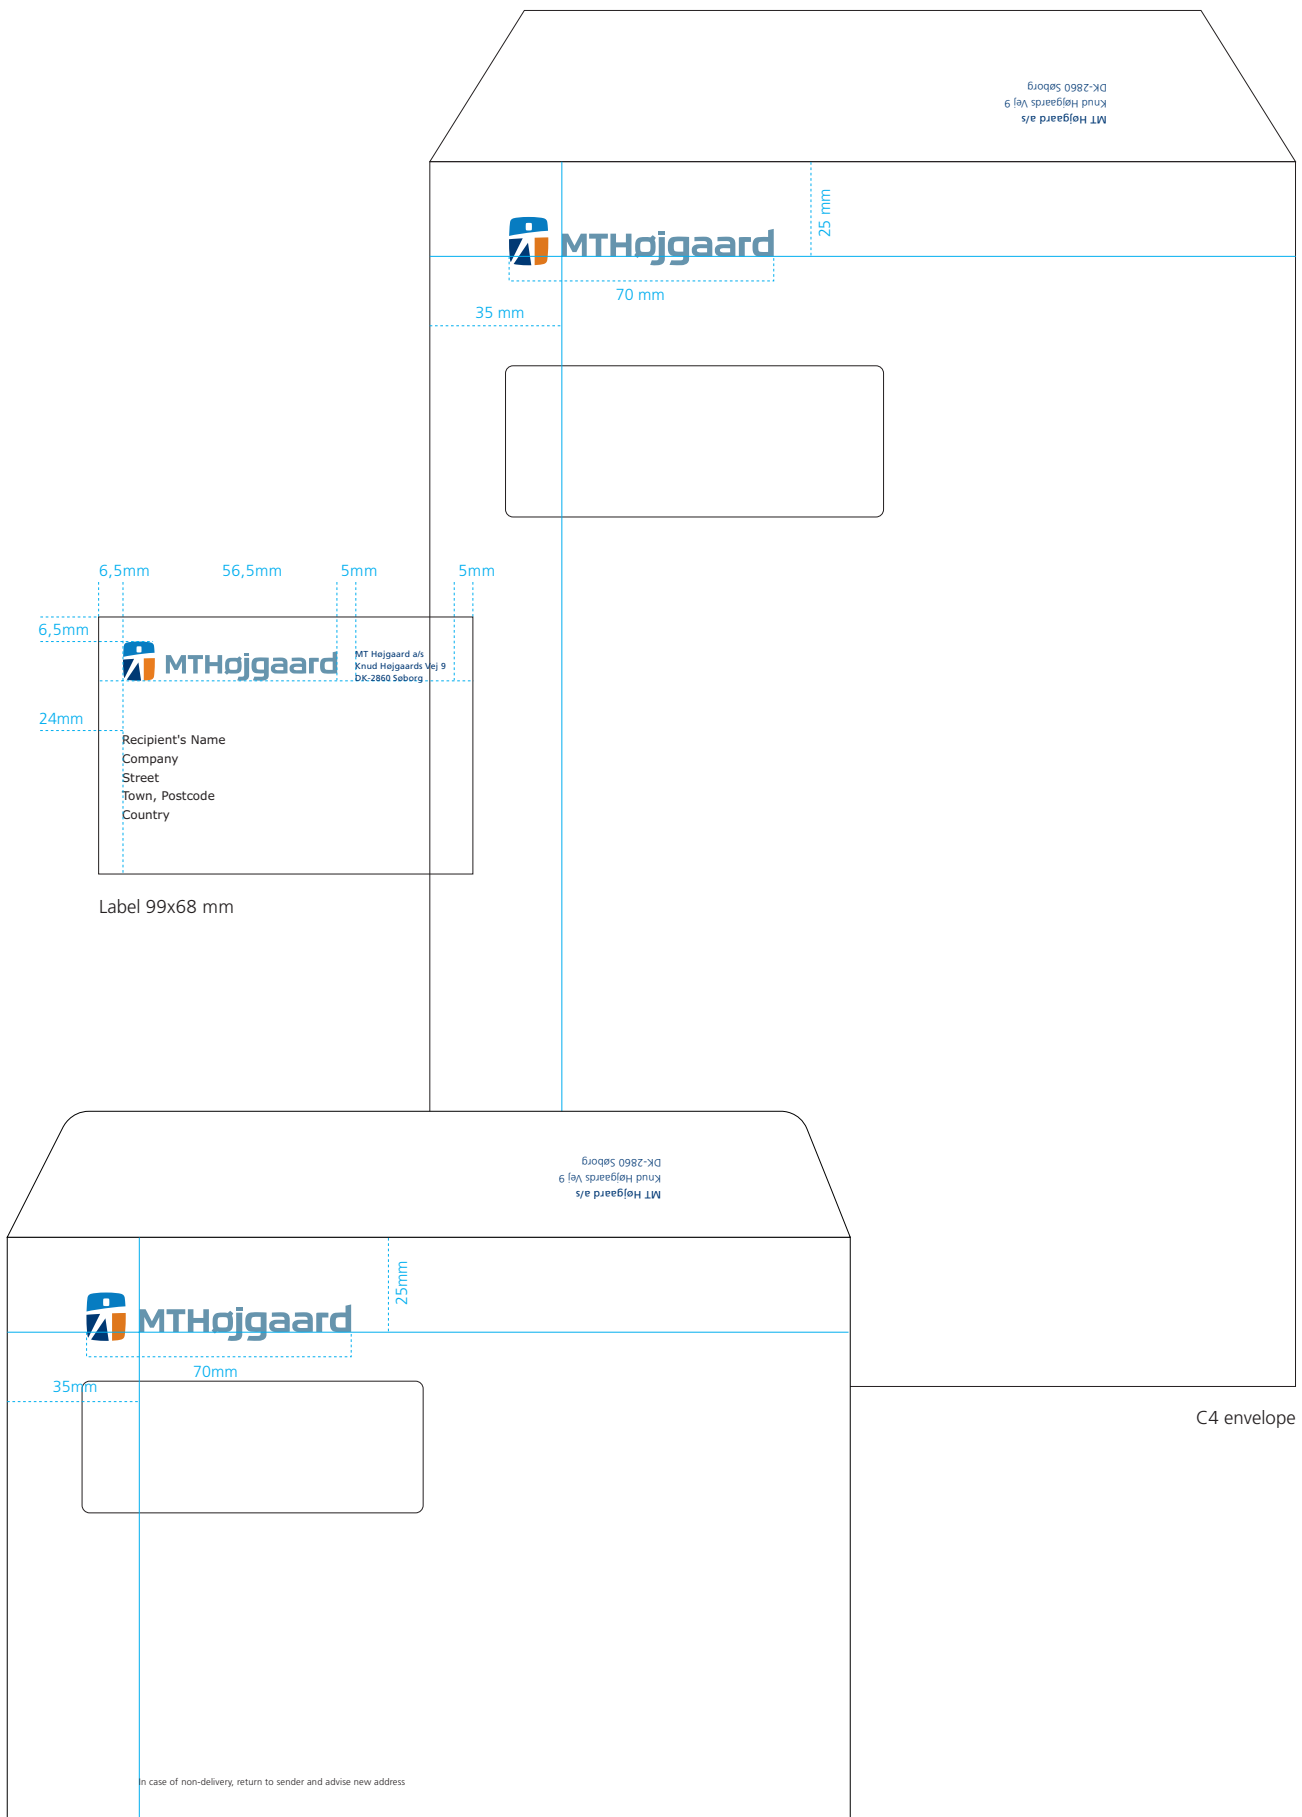 DK-2860 Søborg
Knud Højgaards Vej 9
MT Højgaard a/s
25 mm
MTHøjgaard
70 mm
35 mm
6,5mm 56,5mm 5mm 5mm
6,5mm
MTHøjgaard
MT Højgaard a/s
Knud Højgaards Vej 9
DK-2860 Søborg
24mm
Recipient's Name
Company
Street
Town, Postcode
Country
Label 99x68 mm
DK-2860 Søborg
Knud Højgaards Vej 9
MT Højgaard a/s
25mm
MTHøjgaard
70mm
35mm
C4 envelope
In case of non-delivery, return to sender and advise new address